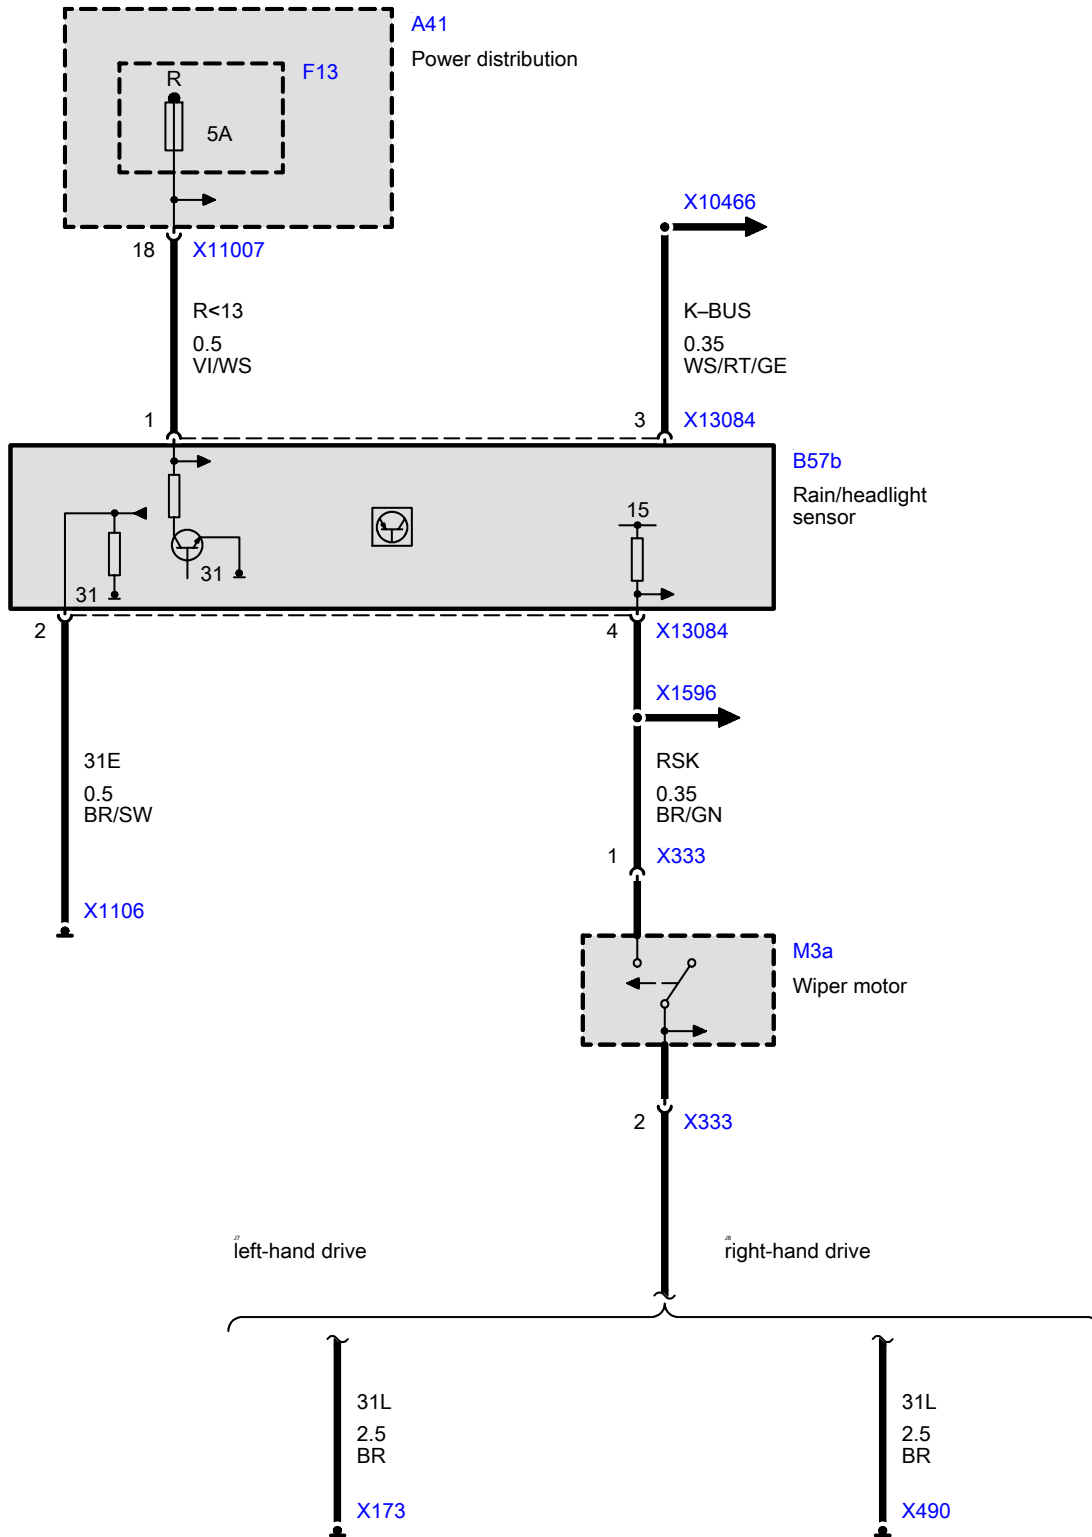 A41
Power distribution
F13
R
5A
18
X11007
X10466
R<13
0.5
VI/WS
K–BUS
0.35
WS/RT/GE
1
3
X13084
B57b
Rain/headlight
sensor
15
31
31
2
4
X13084
X1596
31E
0.5
BR/SW
RSK
0.35
BR/GN
1
X333
X1106
M3a
Wiper motor
2
X333
J7
left-hand drive
J8
right-hand drive
31L
2.5
BR
X173
31L
2.5
BR
X490